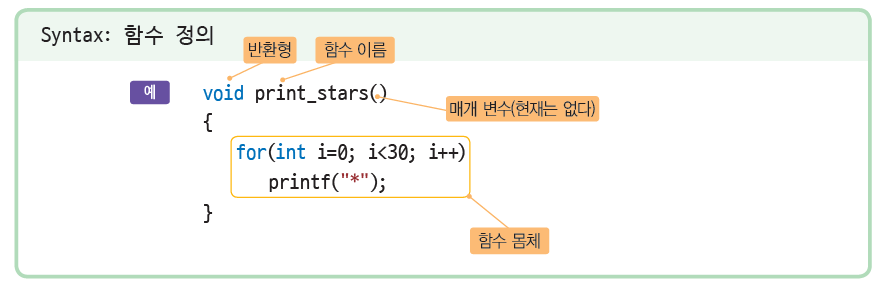 Syntax: 함수 정의
반환형 함수 이름
예 void print_stars()
매개 변수(현재는 없다)
{
for(int i=0; i<30; i++)
printf("*");
}
함수 몸체